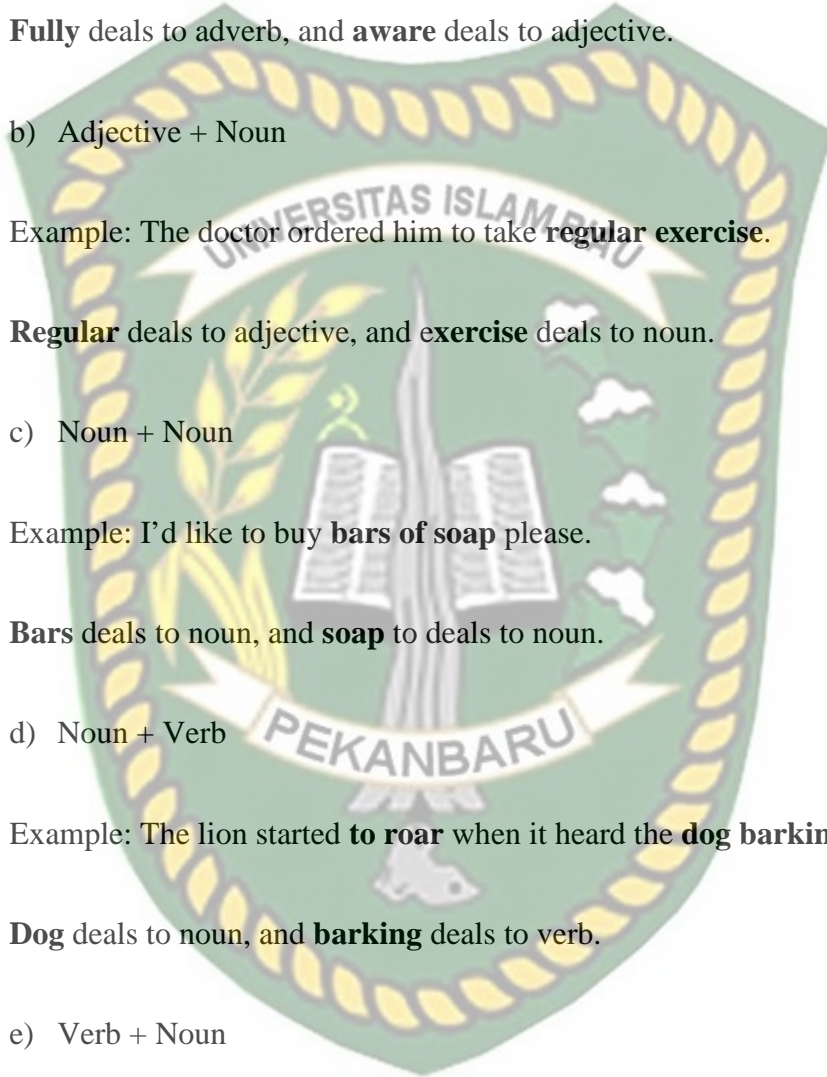 Fully deals to adverb, and aware deals to adjective.
b) Adjective + Noun
UNIVERSITAS ISLAM RIAU
Example: The doctor ordered him to take regular exercise.
Regular deals to adjective, and exercise deals to noun.
c) Noun + Noun
Example: I’d like to buy bars of soap please.
Bars deals to noun, and soap to deals to noun.
d) Noun + Verb
PEKANBARU
Example: The lion started to roar when it heard the dog barkin
Dog deals to noun, and barking deals to verb.
e) Verb + Noun